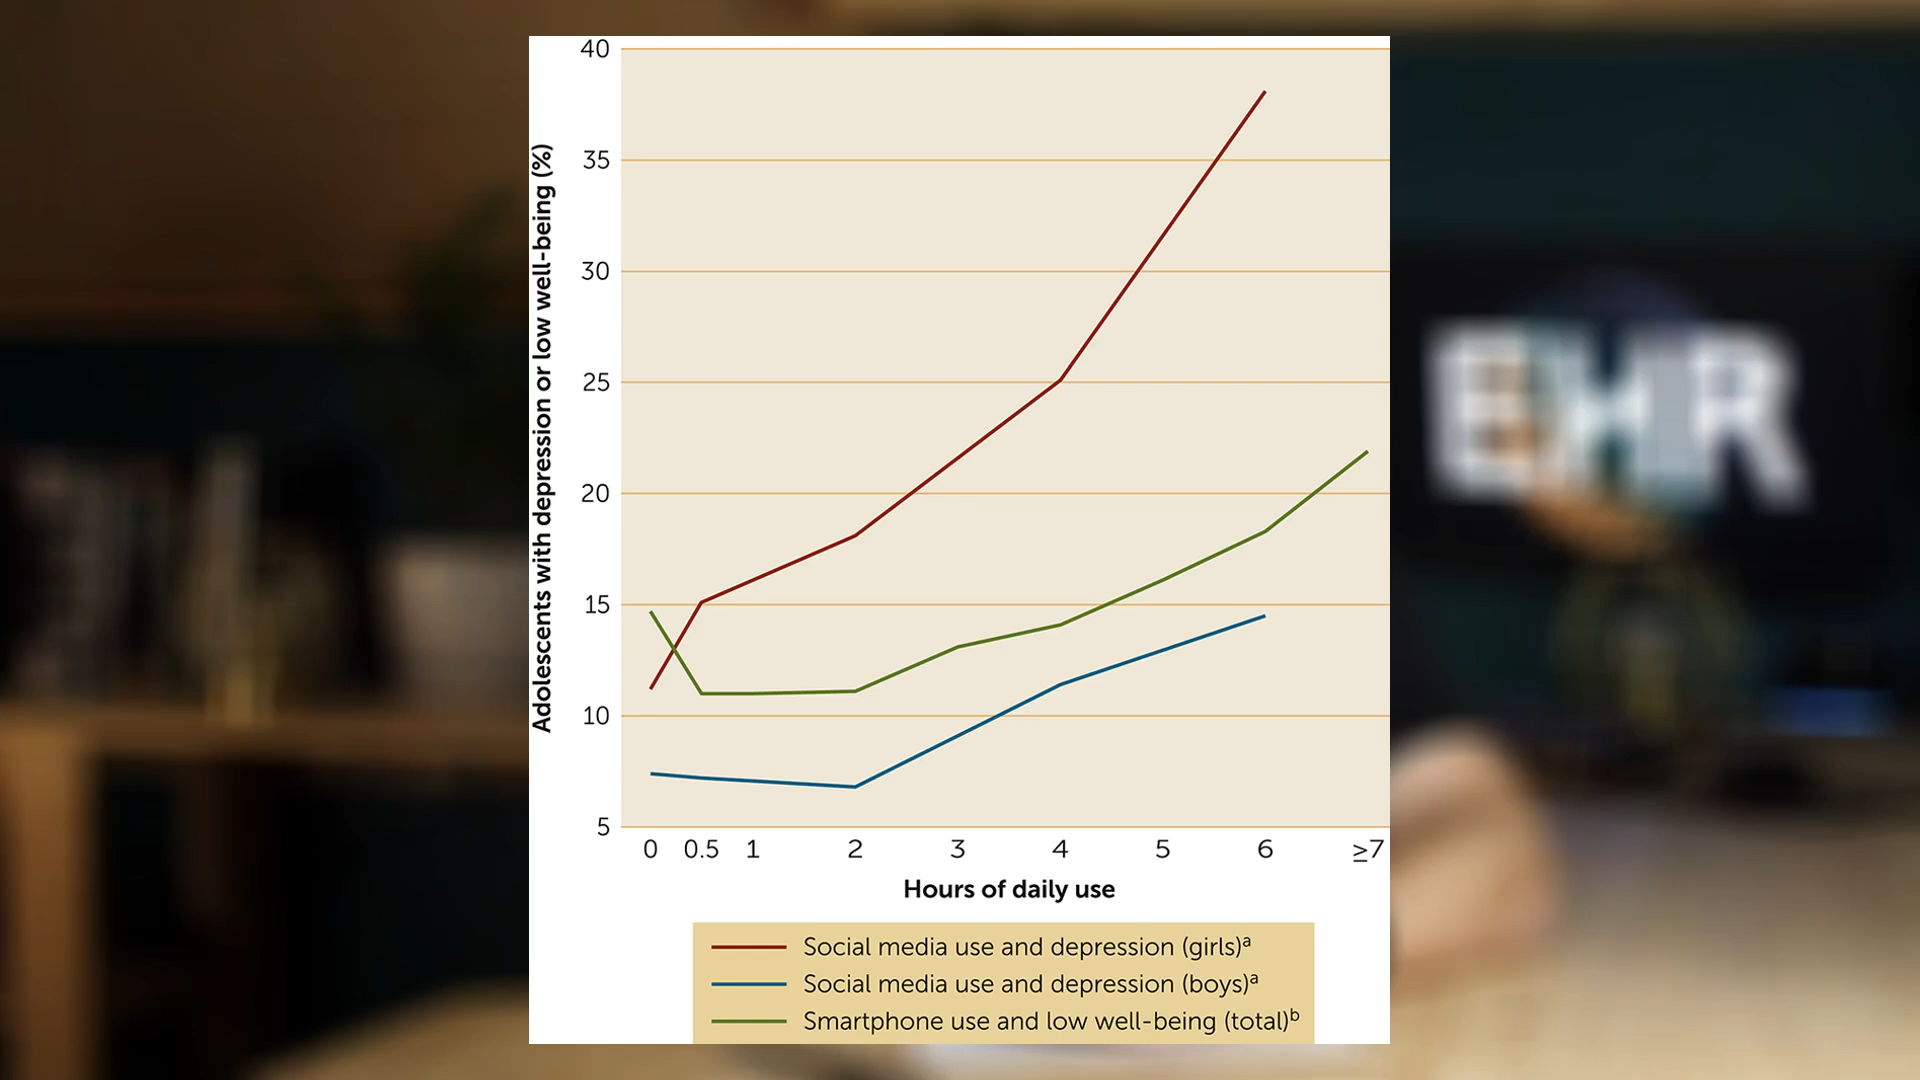 40
35
30
25
20
15
10
5
Adolescents with depression or low well-being (%)
0 0.5 1 2 3 4 5 6 ≥7
Hours of daily use
Social media use and depression (girls)ᵃ
Social media use and depression (boys)ᵃ
Smartphone use and low well-being (total)ᵇ
EHR